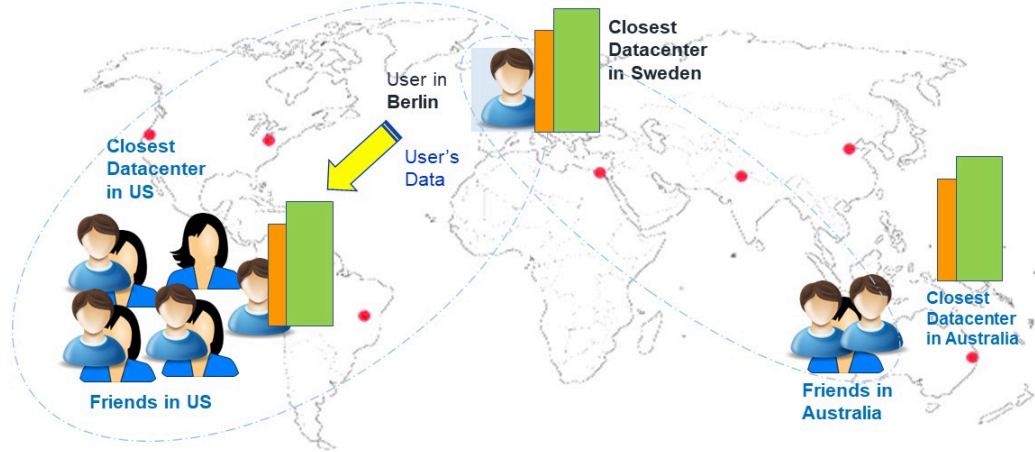 Closest
Datacenter
in Sweden
User in
Berlin
User's
Data
Closest
Datacenter
in US
Friends in US
Closest
Datacenter
in Australia
Friends in
Australia